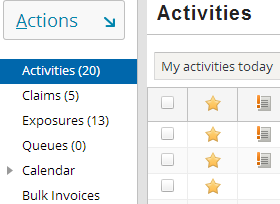 Actions
Activities (20)
Claims (5)
Exposures (13)
Queues (0)
Calendar
Bulk Invoices
Activities
My activities today